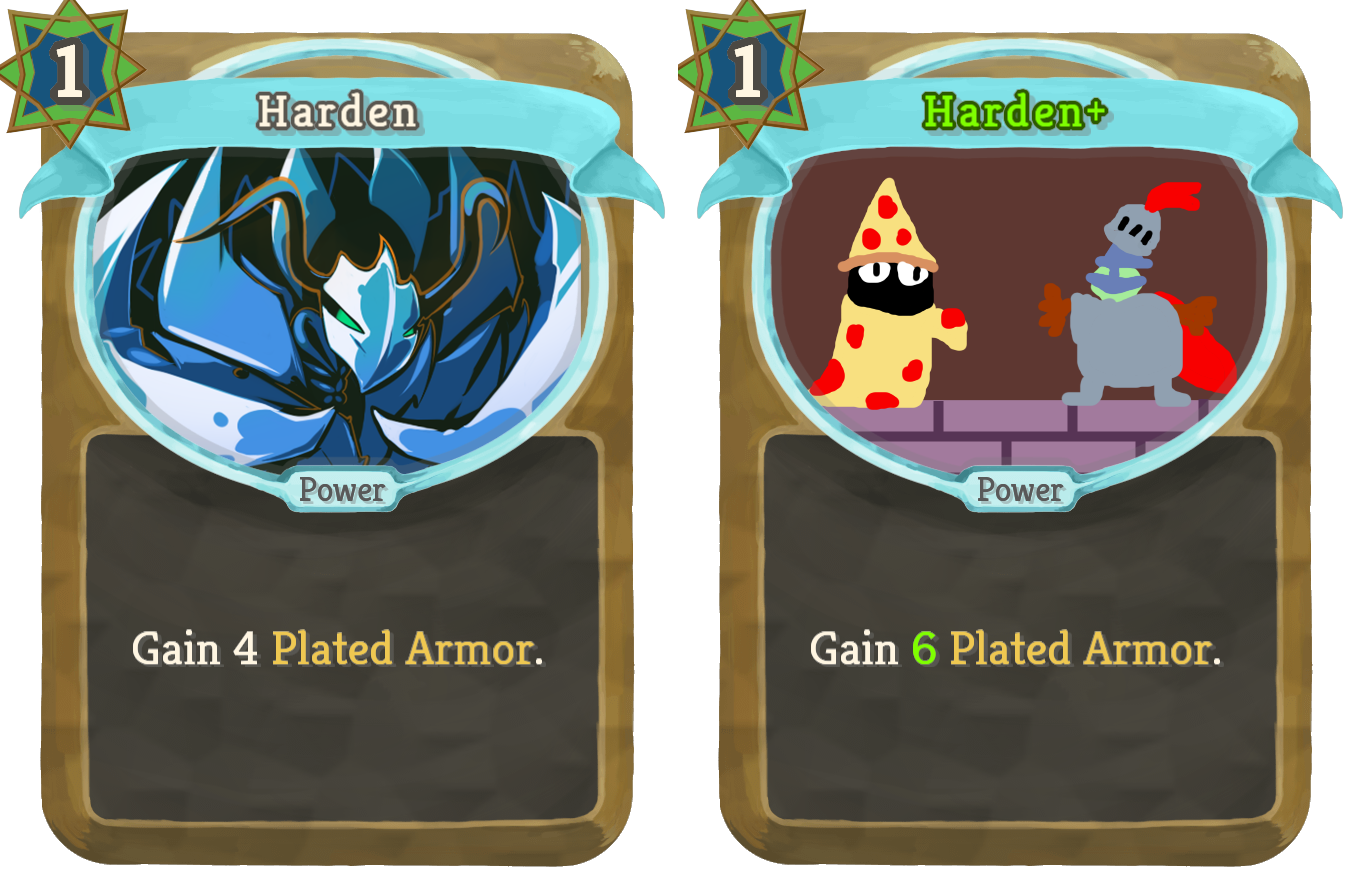 1
Harden
Power
Gain 4 Plated Armor.
1
Harden+
Power
Gain 6 Plated Armor.